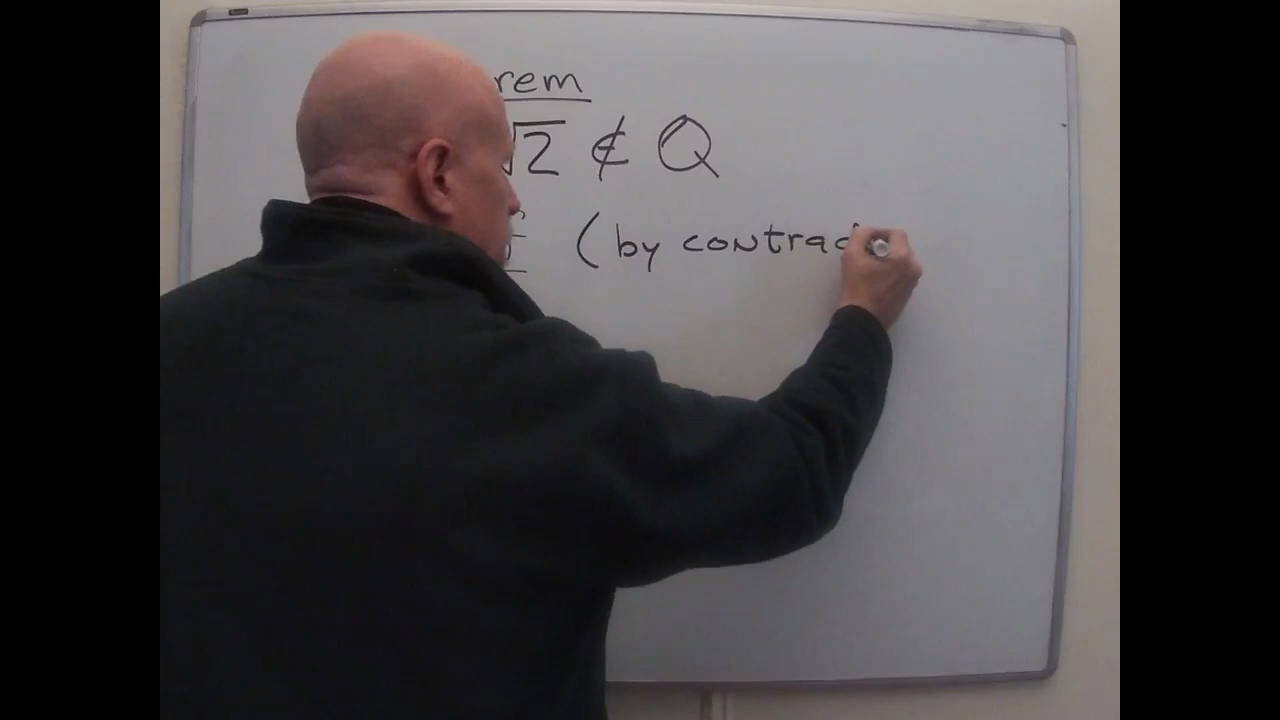 rem
√2 ∉ Q
(by contrad